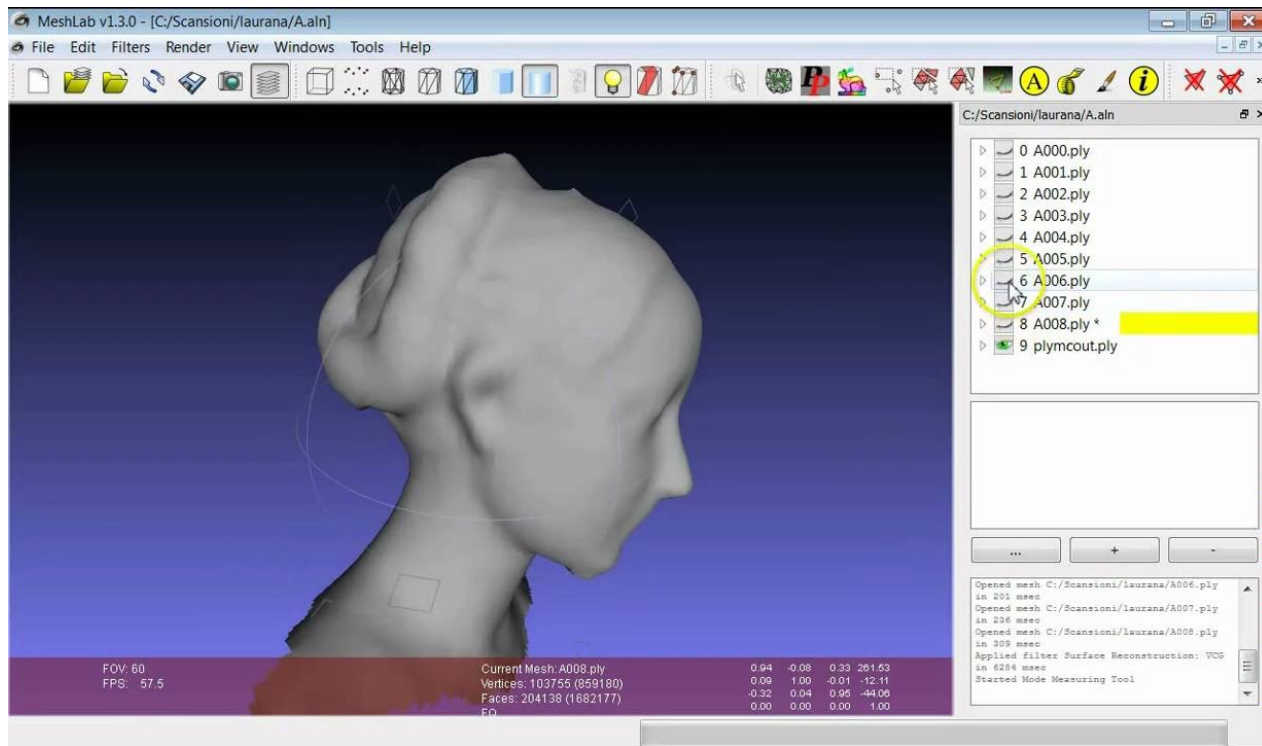 MeshLab v1.3.0 - [C:/Scansioni/laurana/A.aln]
File Edit Filters Render View Windows Tools Help
C:/Scansioni/laurana/A.aln
0 A000.ply
1 A001.ply
2 A002.ply
3 A003.ply
4 A004.ply
5 A005.ply
6 A006.ply
7 A007.ply
8 A008.ply *
9 plymcout.ply
...
+
-
Opened mesh C:/Scansioni/laurana/A006.ply
in 201 msec
Opened mesh C:/Scansioni/laurana/A007.ply
in 236 msec
Opened mesh C:/Scansioni/laurana/A008.ply
in 309 msec
Applied filter Surface Reconstruction: VCG
in 6284 msec
Started Mode Measuring Tool
FOV: 60
FPS: 57.5
Current Mesh: A008.ply
Vertices: 103755 (859180)
Faces: 204138 (1682177)
0.94 -0.08 0.33 261.53
0.09 1.00 -0.01 -12.11
-0.32 0.04 0.95 -44.06
0.00 0.00 0.00 1.00